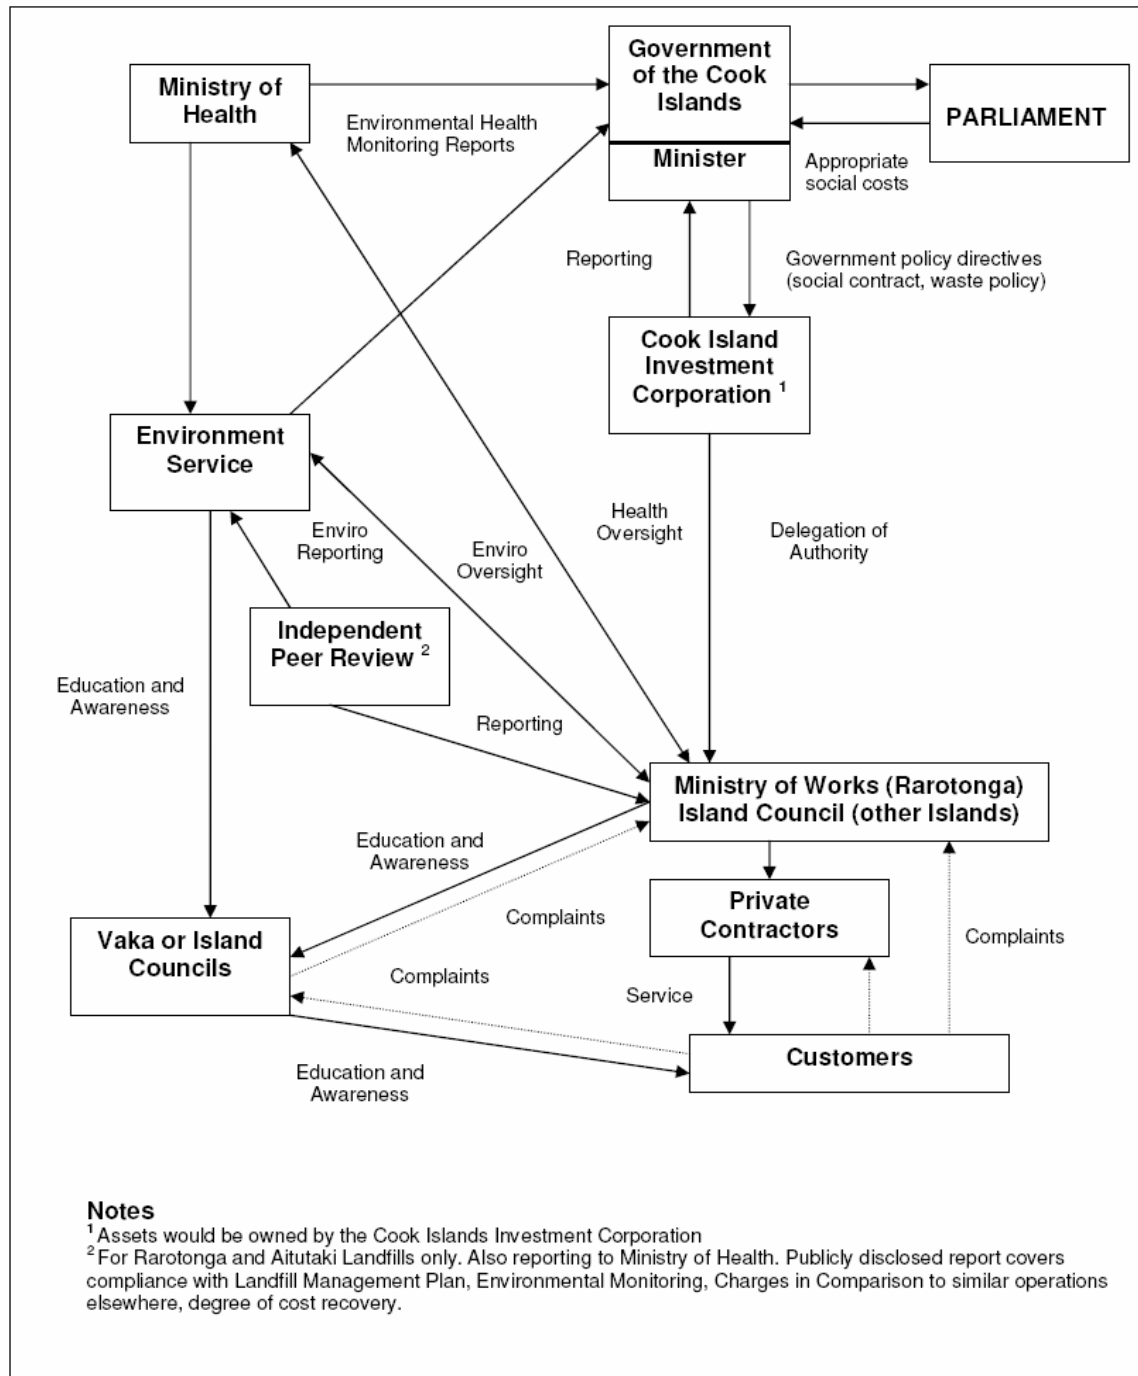 Government
of the Cook
Islands
Minister
Ministry of
Health
PARLIAMENT
Environmental Health
Monitoring Reports
Appropriate
social costs
Reporting
Government policy directives
(social contract, waste policy)
Cook Island
Investment
Corporation 1
Environment
Service
Enviro
Reporting
Enviro
Oversight
Health
Oversight
Delegation of
Authority
Independent
Peer Review 2
Education and
Awareness
Reporting
Ministry of Works (Rarotonga)
Island Council (other Islands)
Education and
Awareness
Complaints
Private
Contractors
Complaints
Vaka or Island
Councils
Complaints
Service
Customers
Education and
Awareness
Notes
1 Assets would be owned by the Cook Islands Investment Corporation
2 For Rarotonga and Aitutaki Landfills only. Also reporting to Ministry of Health. Publicly disclosed report covers
compliance with Landfill Management Plan, Environmental Monitoring, Charges in Comparison to similar operations
elsewhere, degree of cost recovery.